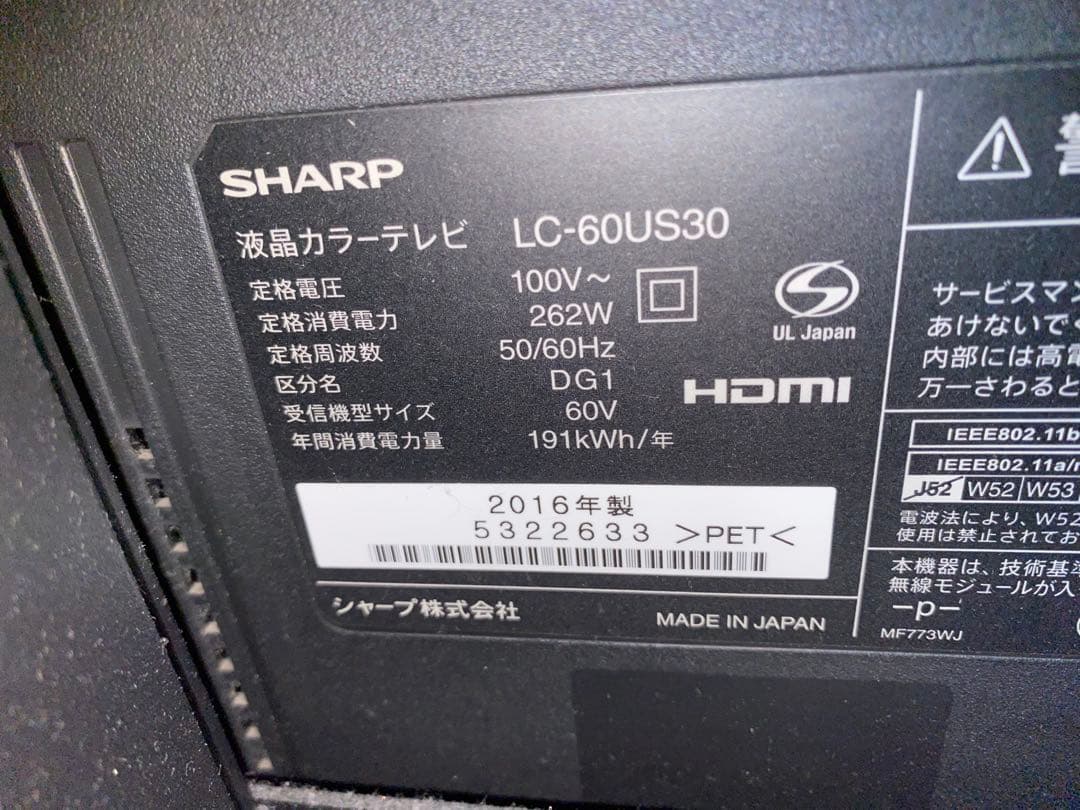 SHARP
液晶カラーテレビ LC-60US30
定格電圧 100V～
定格消費電力 262W
定格周波数 50/60Hz
区分名 DG1
受信機型サイズ 60V
年間消費電力量 191kWh/年
UL Japan
HDMI
2016年製
5322633 >PET<
シャープ株式会社 MADE IN JAPAN
警
サービスマン
あけないでく
内部には高電
万一さわると
IEEE802.11b
IEEE802.11a/n
J52 W52 W53
電波法により、W52
使用は禁止されてお
本機器は、技術基準
無線モジュールが入
-p-
MF773WJ